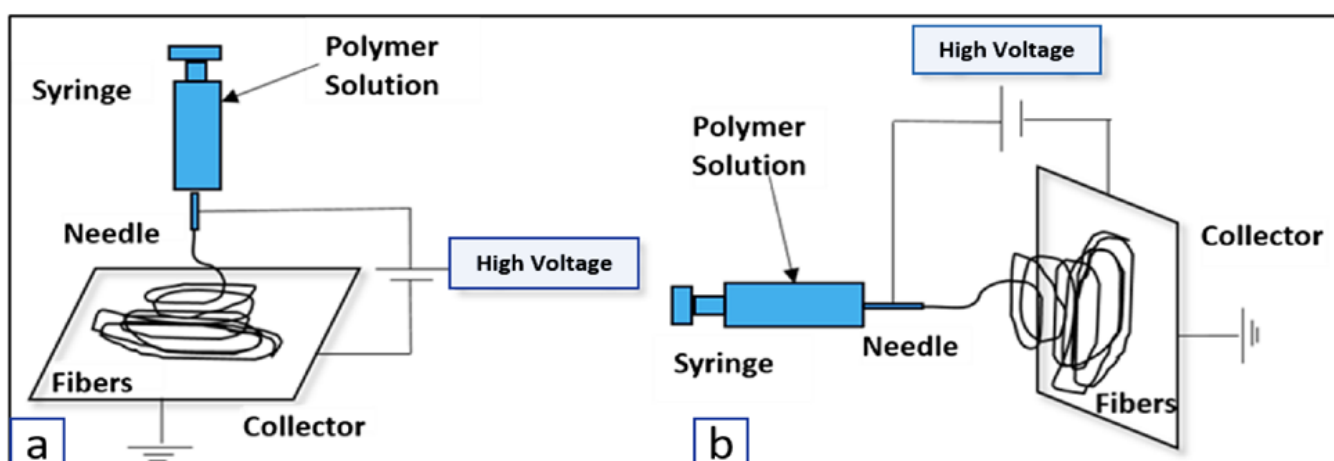 Polymer
Solution
Syringe
Needle
High Voltage
Fibers
Collector
a
High Voltage
Polymer
Solution
Collector
Needle
Syringe
Fibers
b